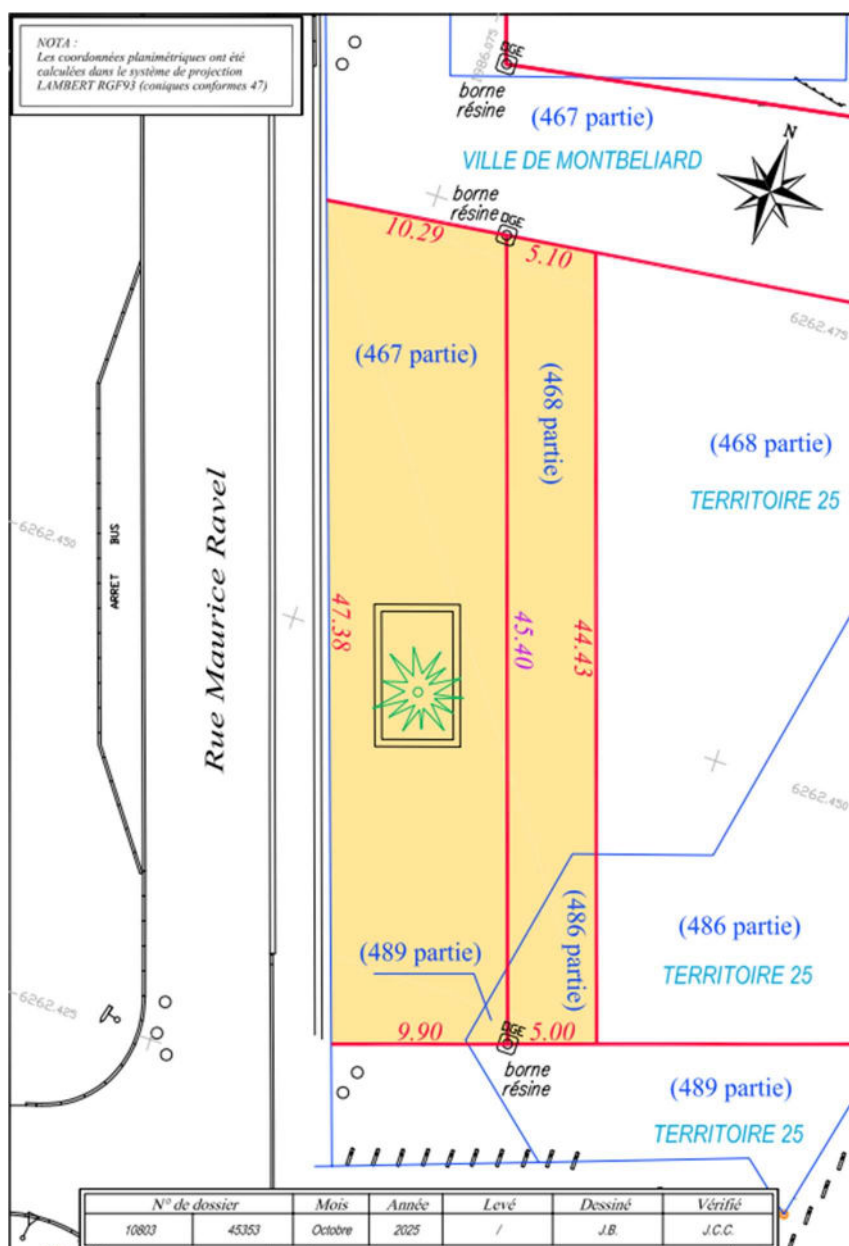 NOTA :
Les coordonnées planimétriques ont été
calculées dans le système de projection
LAMBERT RGF93 (coniques conformes 47)
1986.075
DGE
borne
résine
(467 partie)
VILLE DE MONTBELIARD
N
borne
résine
DGE
10.29
5.10
6262.475
(467 partie)
(468 partie)
(468 partie)
TERRITOIRE 25
6262.450
ARRET BUS
Rue Maurice Ravel
47.38
45.40
44.43
6262.450
(486 partie)
(486 partie)
TERRITOIRE 25
(489 partie)
6262.425
9.90
DGE
5.00
borne
résine
(489 partie)
TERRITOIRE 25
N° de dossier Mois Année Levé Dessiné Vérifié
10803 45353 Octobre 2025 / J.B. J.C.C.